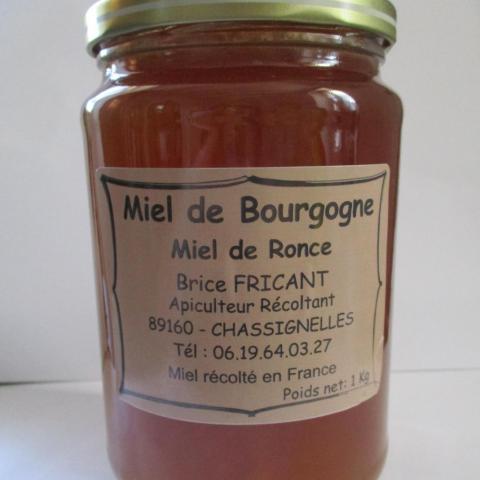 Miel de Bourgogne
Miel de Ronce
Brice FRICANT
Apiculteur Récoltant
89160 - CHASSIGNELLES
Tél : 06.19.64.03.27
Miel récolté en France
Poids net: 1 Kg